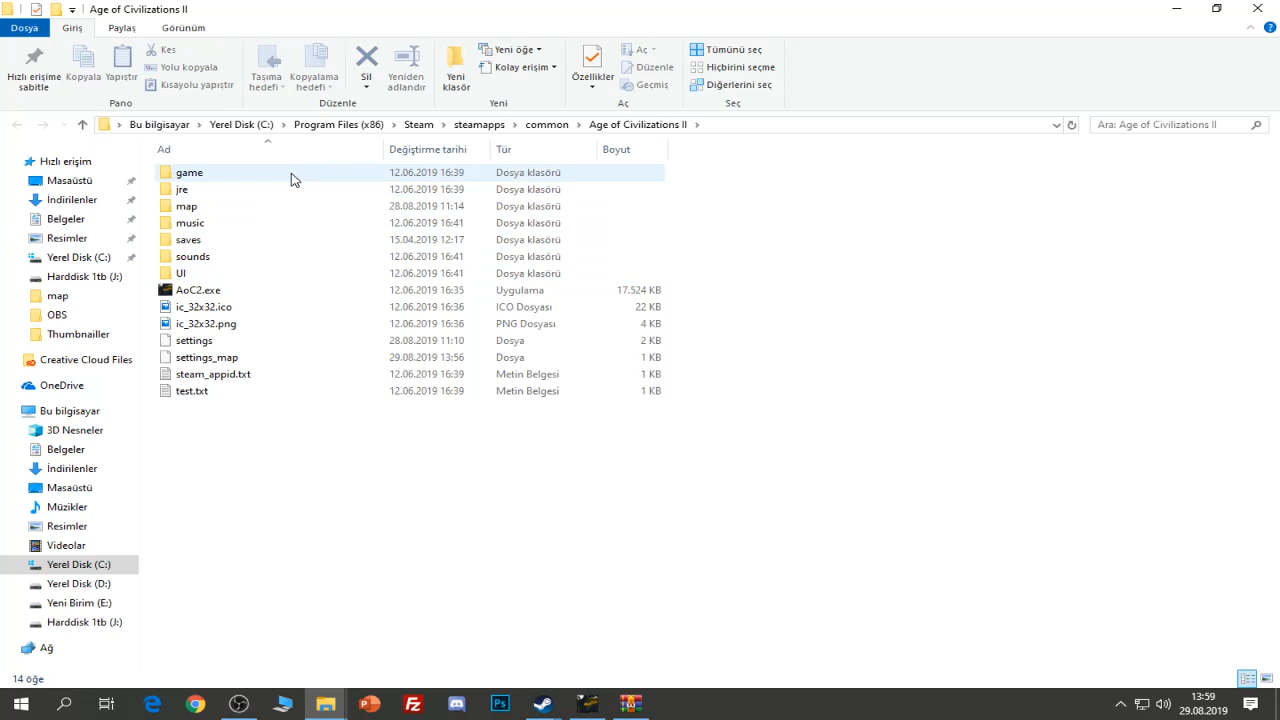 Age of Civilizations II
Dosya Giriş Paylaş Görünüm
Hızlı erişime sabitle
Kopyala
Yapıştır
Kes
Yolu kopyala
Kısayolu yapıştır
Pano
Taşıma hedefi
Kopyalama hedefi
Sil
Yeniden adlandır
Düzenle
Yeni klasör
Yeni öğe
Kolay erişim
Yeni
Özellikler
Aç
Düzenle
Geçmiş
Aç
Tümünü seç
Hiçbirini seçme
Diğerlerini seç
Seç
Bu bilgisayar Yerel Disk (C:) Program Files (x86) Steam steamapps common Age of Civilizations II
Ara: Age of Civilizations II
Ad Değiştirme tarihi Tür Boyut
game 12.06.2019 16:39 Dosya klasörü
jre 12.06.2019 16:39 Dosya klasörü
map 28.08.2019 11:14 Dosya klasörü
music 12.06.2019 16:41 Dosya klasörü
saves 15.04.2019 12:17 Dosya klasörü
sounds 12.06.2019 16:41 Dosya klasörü
UI 12.06.2019 16:41 Dosya klasörü
AoC2.exe 12.06.2019 16:35 Uygulama 17.524 KB
ic_32x32.ico 12.06.2019 16:36 ICO Dosyası 22 KB
ic_32x32.png 12.06.2019 16:36 PNG Dosyası 4 KB
settings 28.08.2019 11:10 Dosya 2 KB
settings_map 29.08.2019 13:56 Dosya 1 KB
steam_appid.txt 12.06.2019 16:39 Metin Belgesi 1 KB
test.txt 12.06.2019 16:39 Metin Belgesi 1 KB
Hızlı erişim
Masaüstü
İndirilenler
Belgeler
Resimler
Yerel Disk (C:)
Harddisk 1tb (J:)
map
OBS
Thumbnailler
Creative Cloud Files
OneDrive
Bu bilgisayar
3D Nesneler
Belgeler
İndirilenler
Masaüstü
Müzikler
Resimler
Videolar
Yerel Disk (C:)
Yerel Disk (D:)
Yeni Birim (E:)
Harddisk 1tb (J:)
Ağ
14 öğe
Ps
13:59
29.08.2019